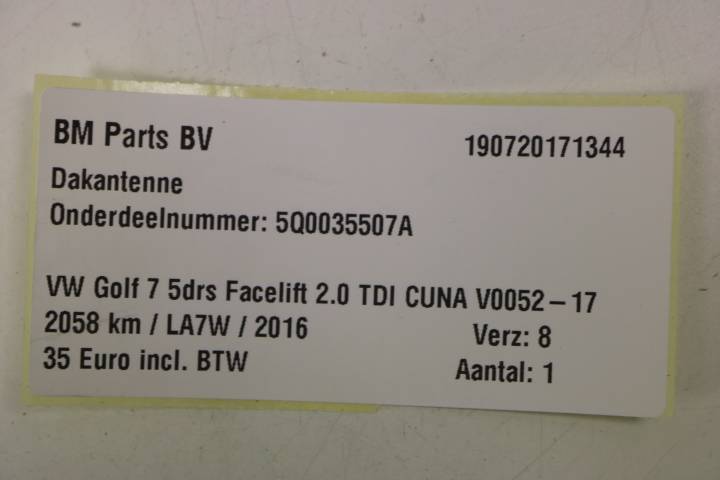 BM Parts BV 190720171344
Dakantenne
Onderdeelnummer: 5Q0035507A
VW Golf 7 5drs Facelift 2.0 TDI CUNA V0052-17
2058 km / LA7W / 2016 Verz: 8
35 Euro incl. BTW Aantal: 1